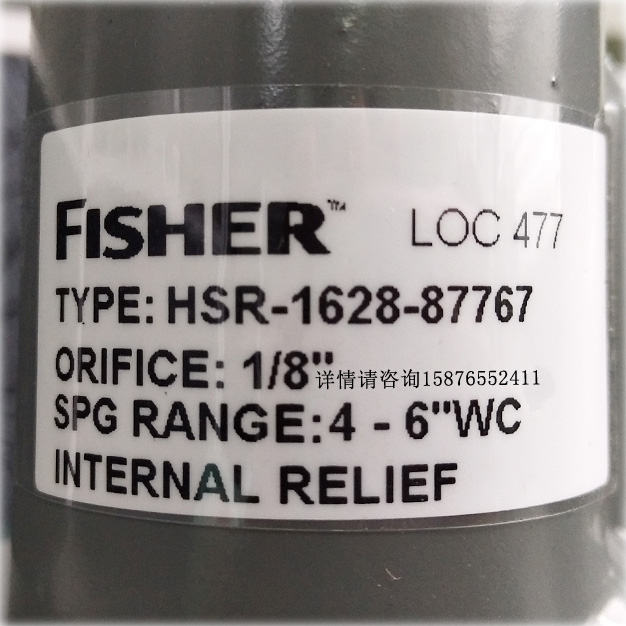 FISHER™ LOC 477
TYPE: HSR-1628-87767
ORIFICE: 1/8" 详情请咨询15876552411
SPG RANGE:4 - 6"WC
INTERNAL RELIEF